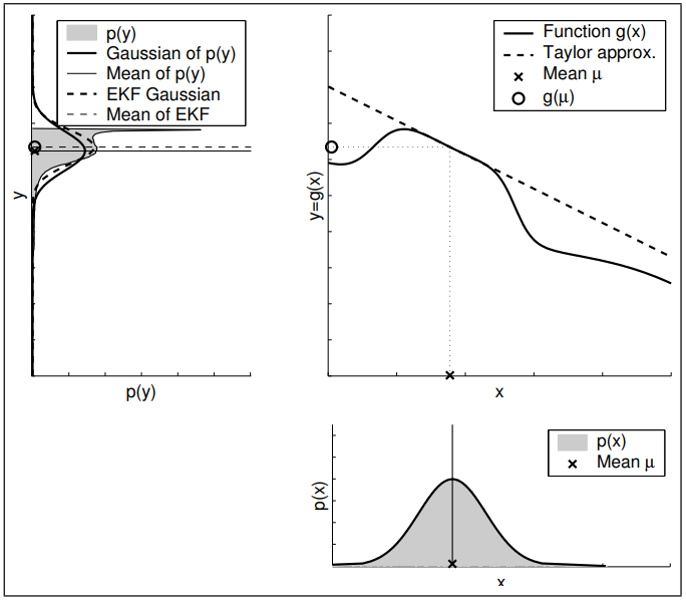 p(y)
Gaussian of p(y)
Mean of p(y)
EKF Gaussian
Mean of EKF
y
p(y)
Function g(x)
Taylor approx.
Mean μ
g(μ)
y=g(x)
x
p(x)
Mean μ
p(x)
x